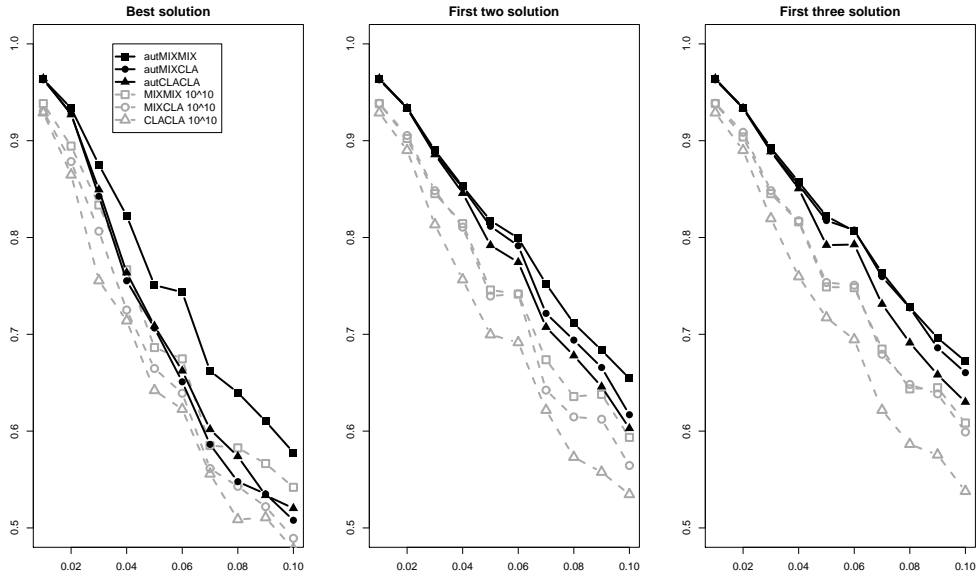 Best solution
1.0
0.9
0.8
0.7
0.6
0.5
0.02 0.04 0.06 0.08 0.10
autMIXMIX
autMIXCLA
autCLACLA
MIXMIX 10^10
MIXCLA 10^10
CLACLA 10^10
First two solution
1.0
0.9
0.8
0.7
0.6
0.5
0.02 0.04 0.06 0.08 0.10
First three solution
1.0
0.9
0.8
0.7
0.6
0.5
0.02 0.04 0.06 0.08 0.10